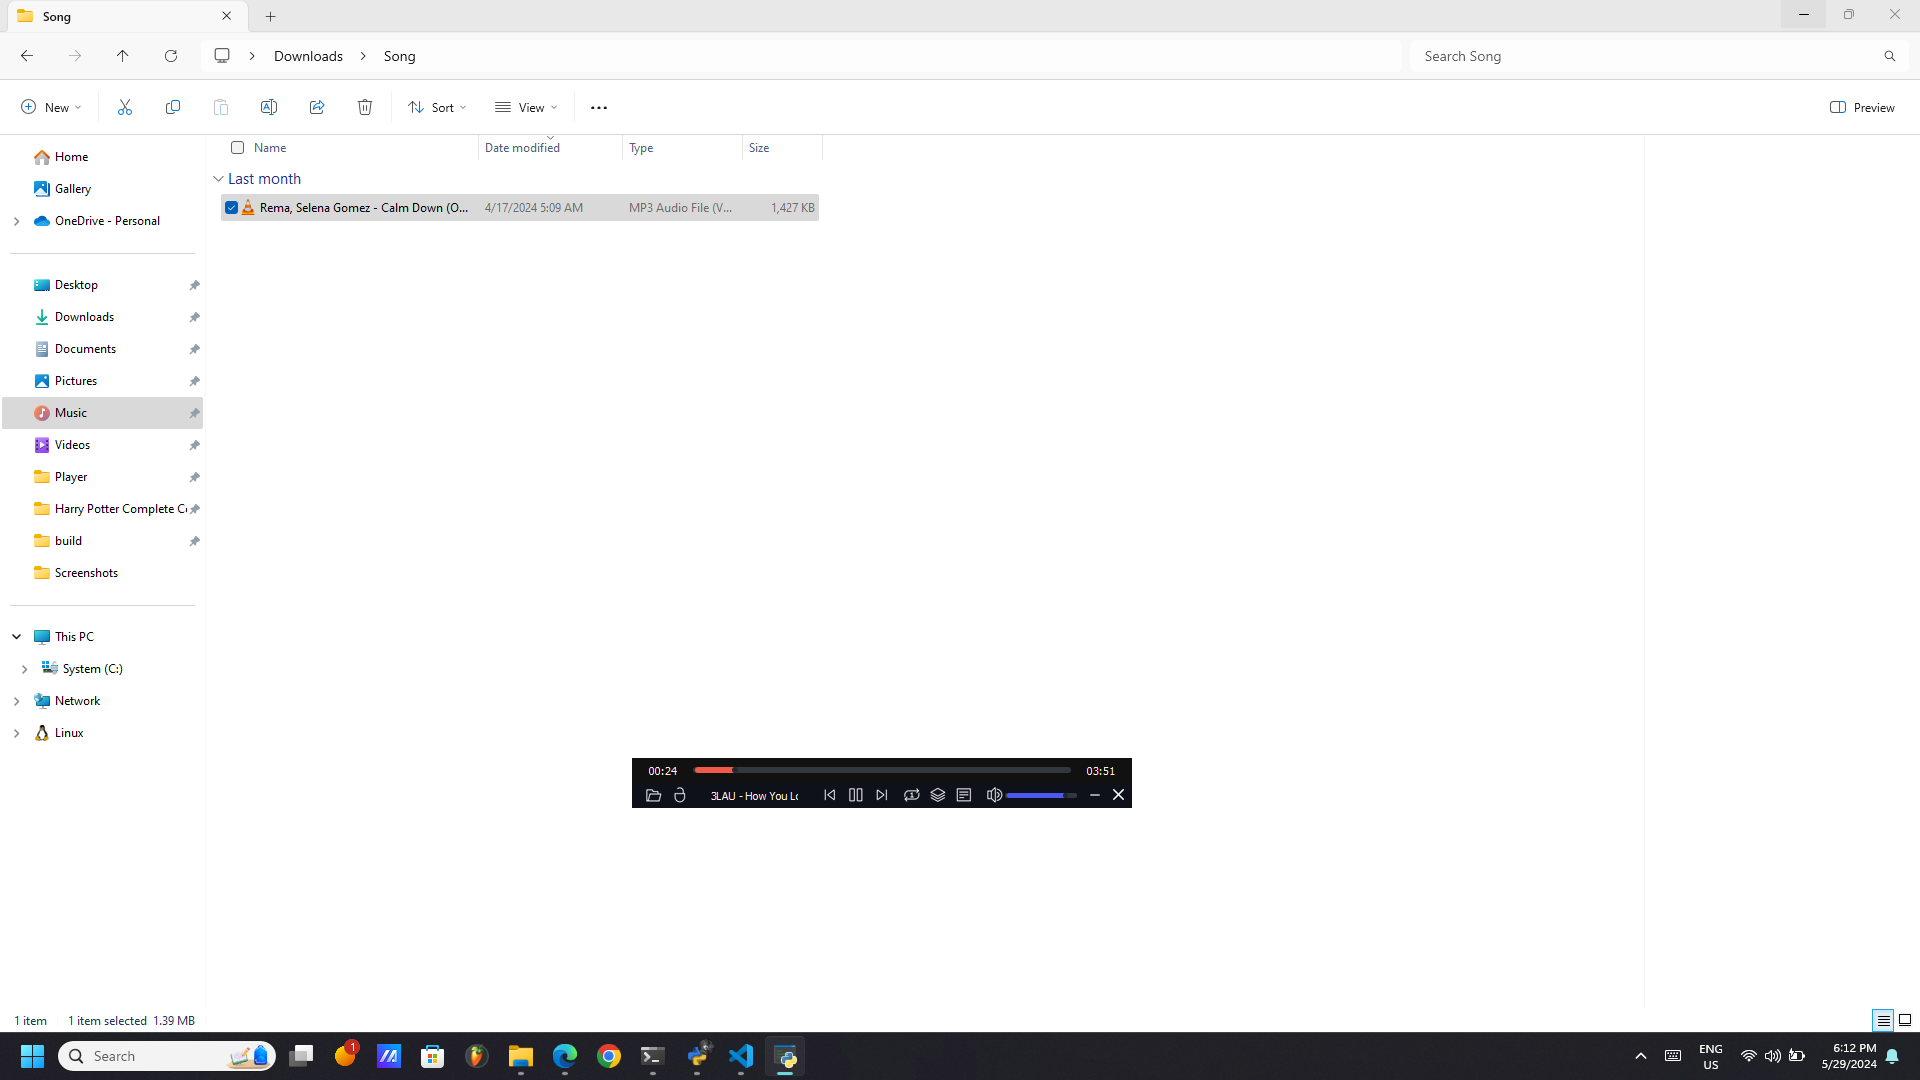 Song
Downloads
Song
Search Song
New
Sort
View
Preview
Name
Date modified
Type
Size
Last month
Rema, Selena Gomez - Calm Down (O...
4/17/2024 5:09 AM
MP3 Audio File (V...
1,427 KB
Home
Gallery
OneDrive - Personal
Desktop
Downloads
Documents
Pictures
Music
Videos
Player
Harry Potter Complete
build
Screenshots
This PC
System (C:)
Network
Linux
00:24
03:51
3LAU - How You
1 item
1 item selected 1.39 MB
Search
1
ENG
US
6:12 PM
5/29/2024